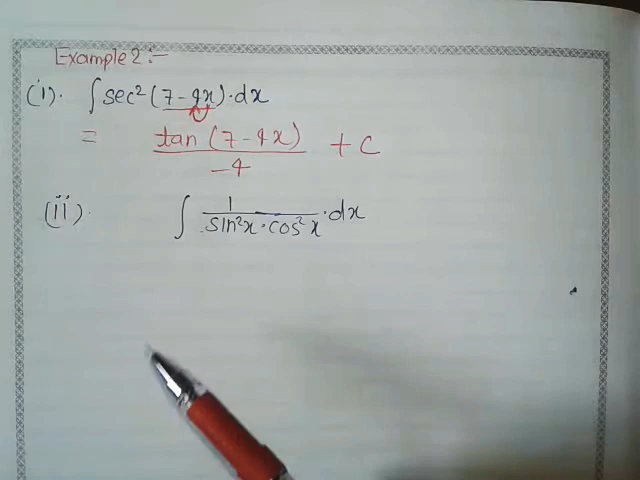 Example 2 :-
(i). ∫ sec² (7 - 4x) · dx
= tan (7 - 4x) / -4 + c
(ii). ∫ 1 / sin²x · cos²x · dx